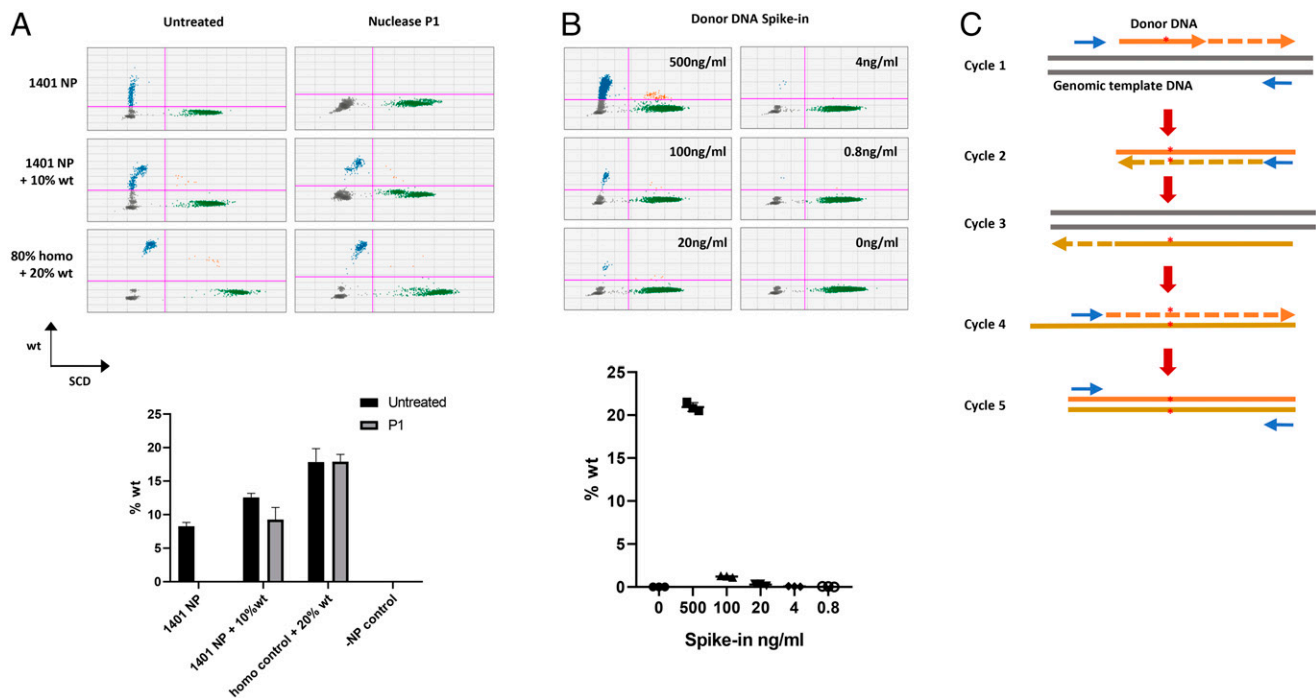 A
Untreated
Nuclease P1
1401 NP
1401 NP
+ 10% wt
80% homo
+ 20% wt
wt
SCD
Untreated
P1
% wt
25
20
15
10
5
0
1401 NP
1401 NP + 10%wt
homo control + 20% wt
-NP control
B
Donor DNA Spike-in
500ng/ml
4ng/ml
100ng/ml
0.8ng/ml
20ng/ml
0ng/ml
% wt
25
20
15
10
5
0
0
500
100
20
4
0.8
Spike-in ng/ml
C
Donor DNA
Cycle 1
Genomic template DNA
Cycle 2
Cycle 3
Cycle 4
Cycle 5